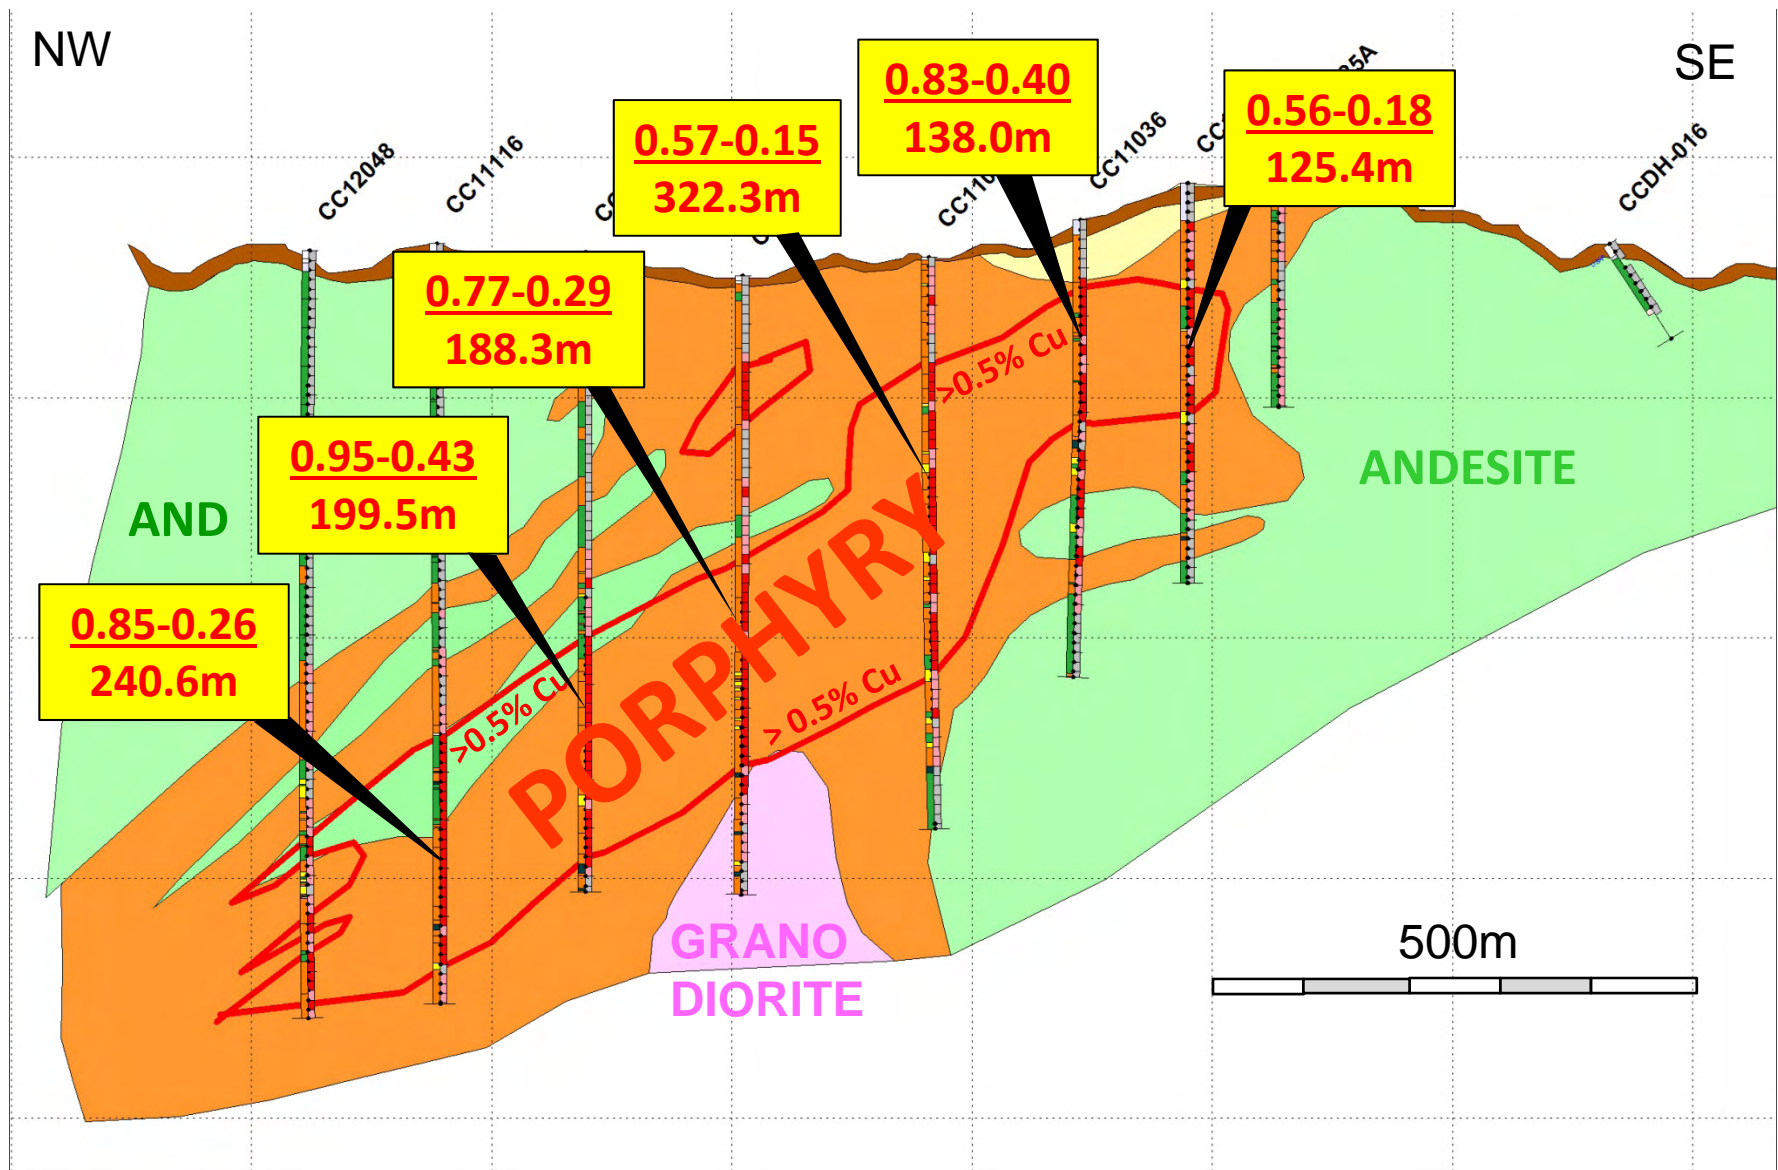 NW
SE
0.83-0.40
138.0m
0.56-0.18
125.4m
0.57-0.15
322.3m
CC12048
CC11116
CC11036
CCDH-016
0.77-0.29
188.3m
>0.5% Cu
0.95-0.43
199.5m
AND
ANDESITE
PORPHYRY
0.85-0.26
240.6m
>0.5% Cu
> 0.5% Cu
GRANO
DIORITE
500m